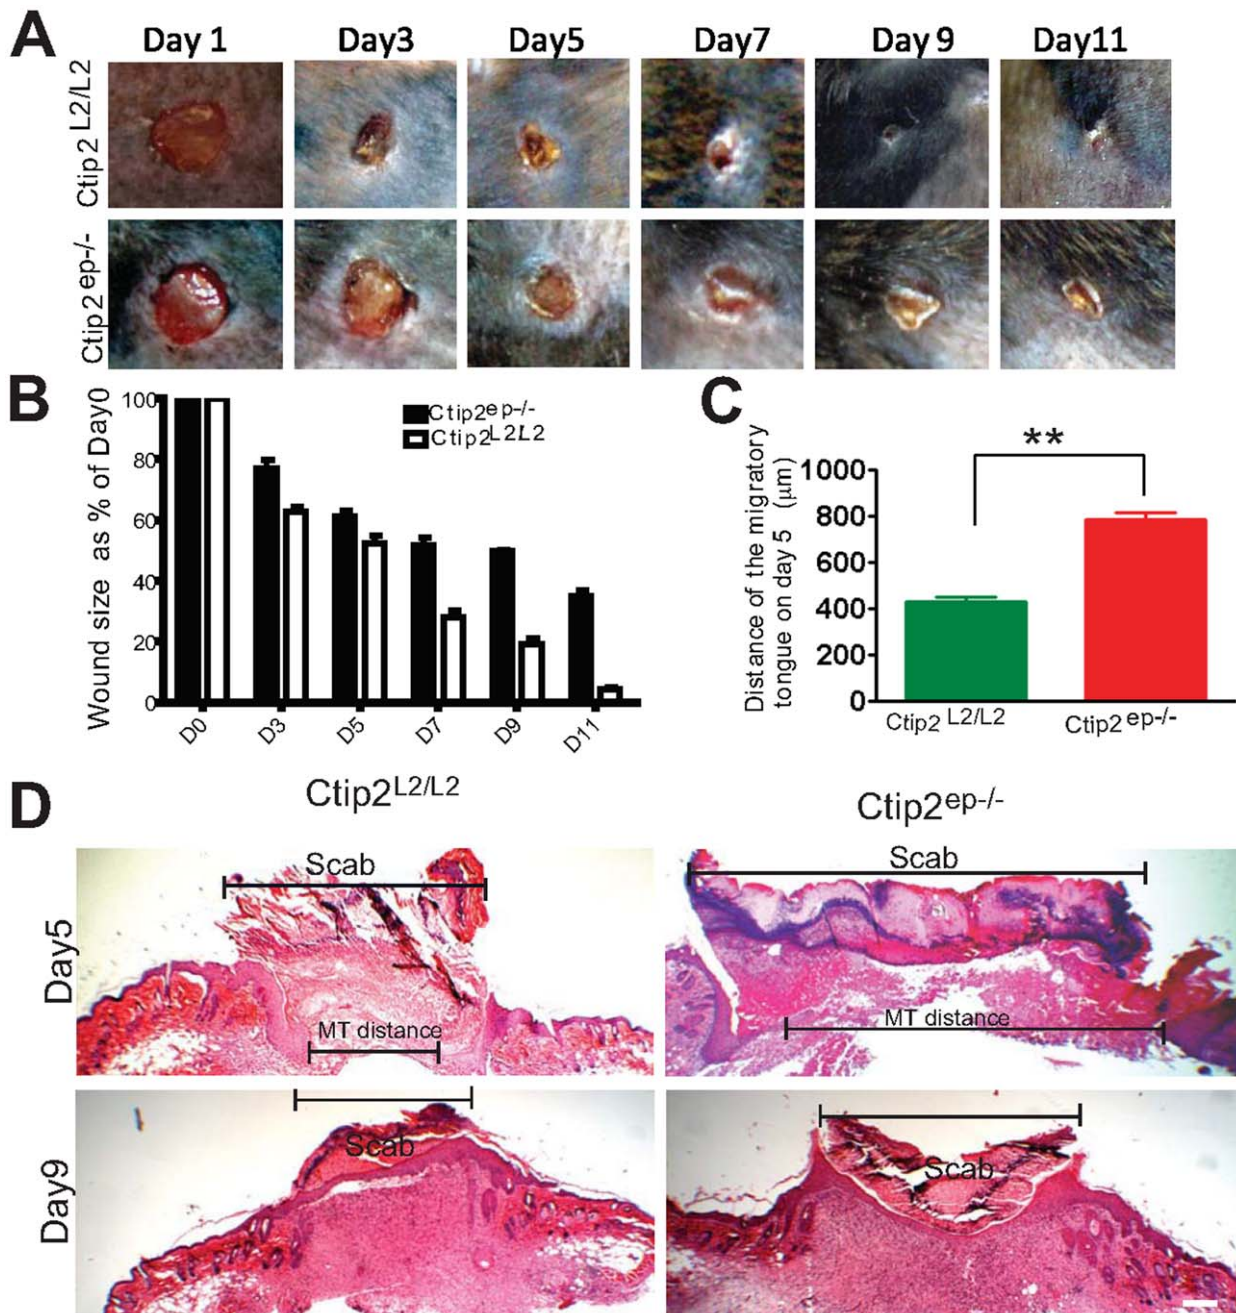 A
Day 1 Day3 Day5 Day7 Day 9 Day11
Ctip2 L2/L2
Ctip2 ep-/-
B
Wound size as % of Day0
100
80
60
40
20
0
Ctip2ep-/-
Ctip2L2/L2
D0 D3 D5 D7 D9 D11
C
Distance of the migratory
tongue on day 5 (μm)
**
1000
800
600
400
200
0
Ctip2 L2/L2 Ctip2 ep-/-
D
Ctip2L2/L2 Ctip2ep-/-
Day5
Scab Scab
MT distance MT distance
Day9
Scab Scab